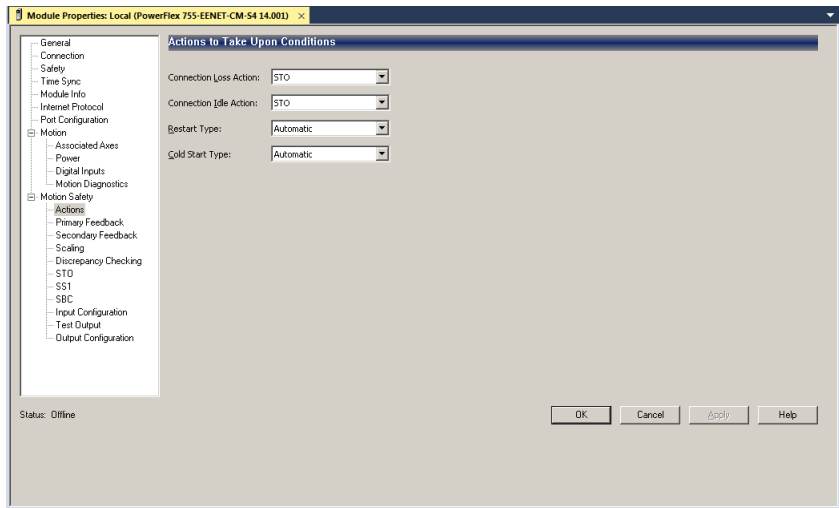 Module Properties: Local (PowerFlex 755-EENET-CM-S4 14.001) ×
General
Connection
Safety
Time Sync
Module Info
Internet Protocol
Port Configuration
Motion
Associated Axes
Power
Digital Inputs
Motion Diagnostics
Motion Safety
Actions
Primary Feedback
Secondary Feedback
Scaling
Discrepancy Checking
STO
SS1
SBC
Input Configuration
Test Output
Output Configuration
Actions to Take Upon Conditions
Connection Loss Action: STO
Connection Idle Action: STO
Restart Type: Automatic
Cold Start Type: Automatic
Status: Offline
OK Cancel Apply Help